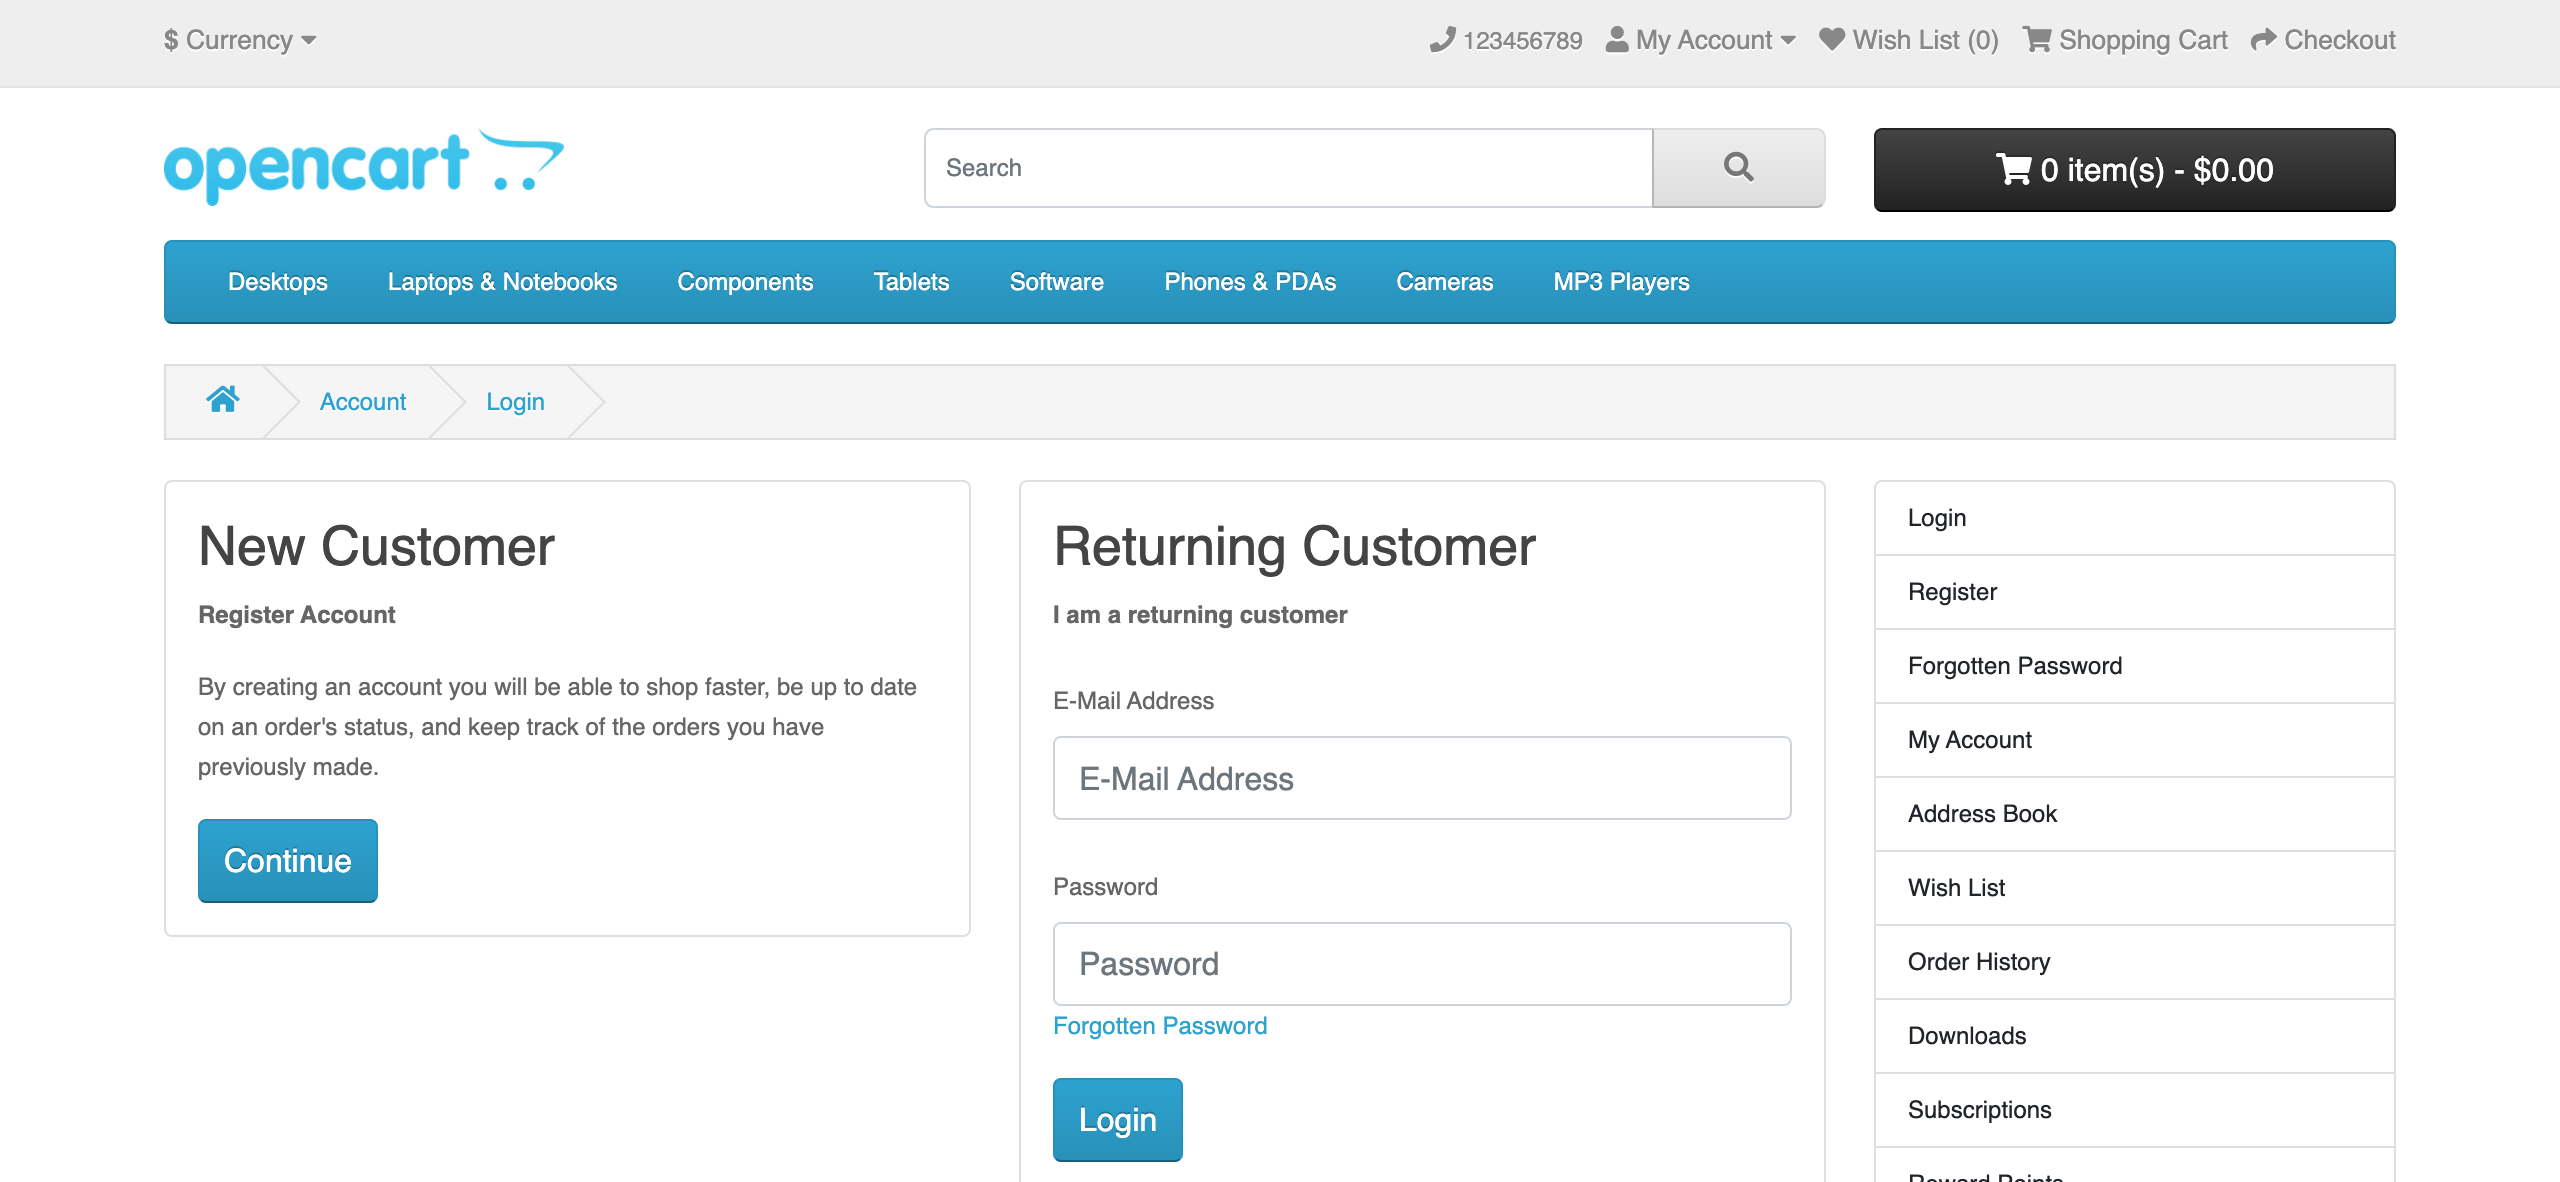 $ Currency
123456789 My Account Wish List (0) Shopping Cart Checkout
opencart
Search
0 item(s) - $0.00
Desktops Laptops & Notebooks Components Tablets Software Phones & PDAs Cameras MP3 Players
Account Login
New Customer
Register Account
By creating an account you will be able to shop faster, be up to date
on an order's status, and keep track of the orders you have
previously made.
Continue
Returning Customer
I am a returning customer
E-Mail Address
E-Mail Address
Password
Password
Forgotten Password
Login
Login
Register
Forgotten Password
My Account
Address Book
Wish List
Order History
Downloads
Subscriptions
Reward Points